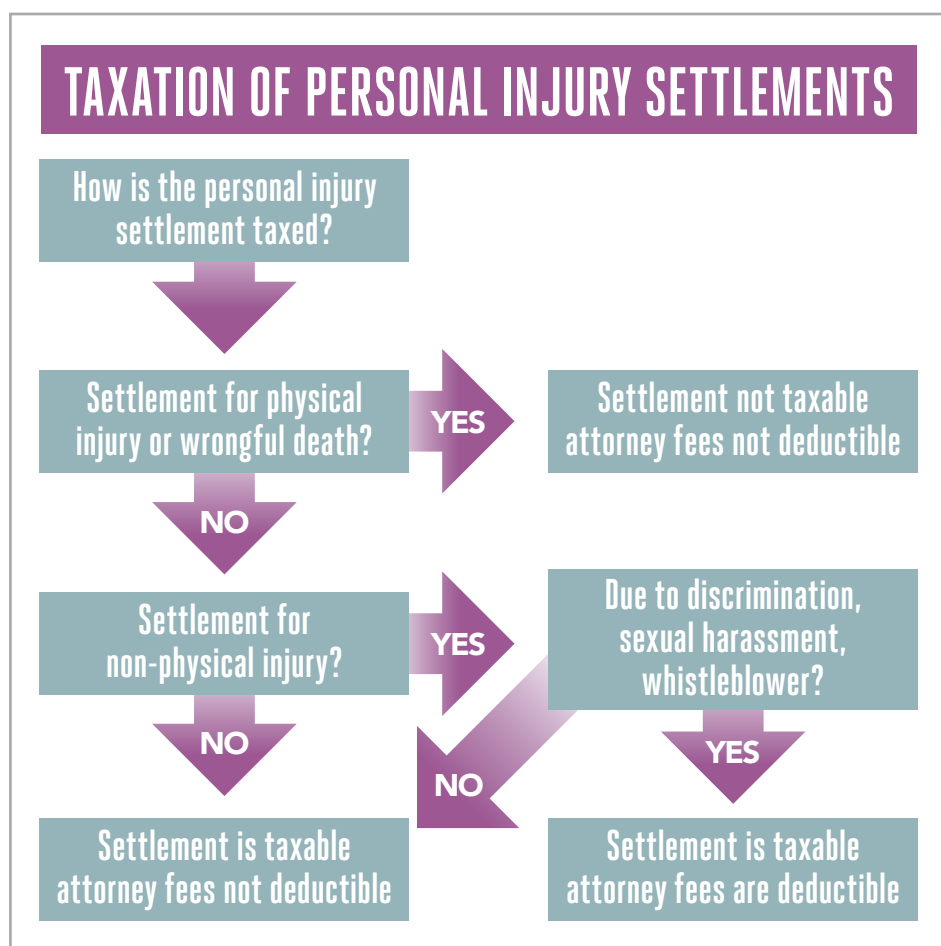 TAXATION OF PERSONAL INJURY SETTLEMENTS
How is the personal injury
settlement taxed?
Settlement for physical
injury or wrongful death?
YES
Settlement not taxable
attorney fees not deductible
NO
Settlement for
non-physical injury?
YES
Due to discrimination,
sexual harassment,
whistleblower?
NO
NO
YES
Settlement is taxable
attorney fees not deductible
Settlement is taxable
attorney fees are deductible